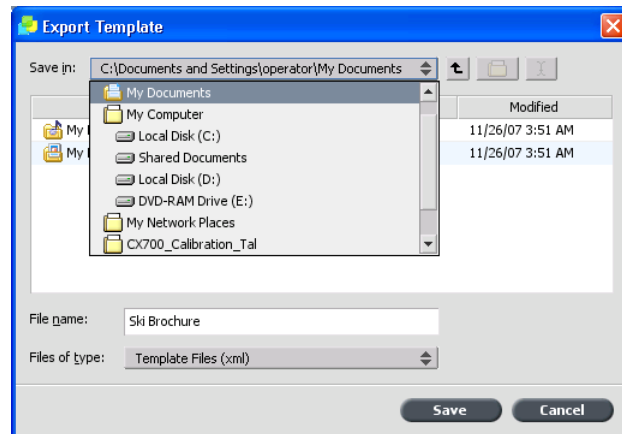 Export Template
Save in: C:\Documents and Settings\operator\My Documents
My Documents
My Computer
Local Disk (C:)
Shared Documents
Local Disk (D:)
DVD-RAM Drive (E:)
My Network Places
CX700_Calibration_Tal
Modified
My 11/26/07 3:51 AM
My 11/26/07 3:51 AM
File name: Ski Brochure
Files of type: Template Files (xml)
Save Cancel